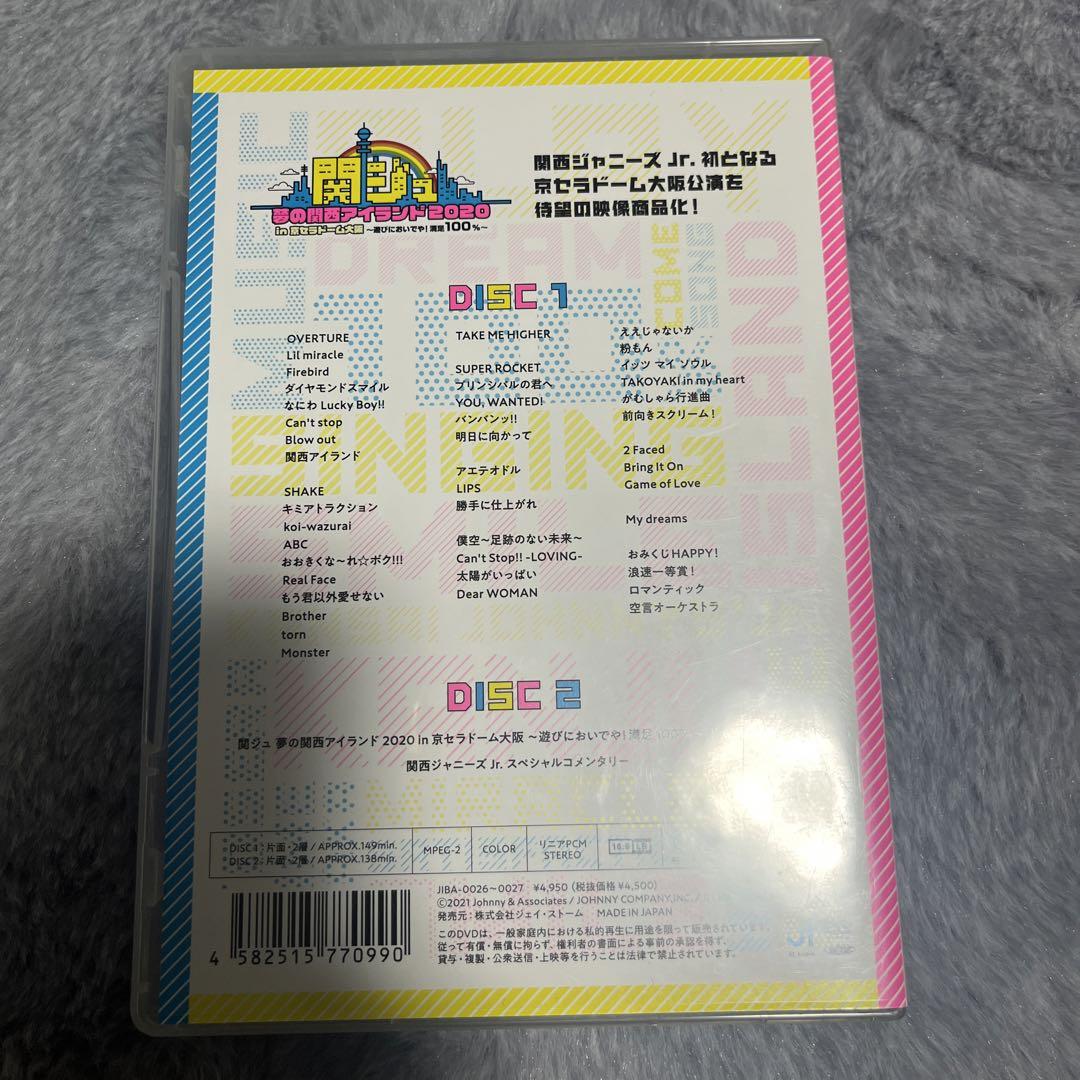 関ジュ
夢の関西アイランド2020
in 京セラドーム大阪 ~遊びにおいでや!満足100%~
関西ジャニーズ Jr. 初となる
京セラドーム大阪公演を
待望の映像商品化!
DREAM
100
SINGING
DISC 1
OVERTURE
Lil miracle
Firebird
ダイヤモンドスマイル
なにわ Lucky Boy!!
Can't stop
Blow out
関西アイランド
SHAKE
キミアトラクション
koi-wazurai
ABC
おおきくな〜れ☆ボク!!!
Real Face
もう君以外愛せない
Brother
torn
Monster
TAKE ME HIGHER
SUPER ROCKET
プリンシパルの君へ
YOU, WANTED!
バンバンッ!!
明日に向かって
アエテオドル
LIPS
勝手に仕上がれ
僕空〜足跡のない未来〜
Can't Stop!! -LOVING-
太陽がいっぱい
Dear WOMAN
ええじゃないか
粉もん
イッツ マイ ソウル
TAKOYAKI in my heart
がむしゃら行進曲
前向きスクリーム!
2 Faced
Bring It On
Game of Love
My dreams
おみくじHAPPY!
浪速一等賞!
ロマンティック
空言オーケストラ
DISC 2
関ジュ 夢の関西アイランド 2020 in 京セラドーム大阪 〜遊びにおいでや!満足
関西ジャニーズ Jr. スペシャルコメンタリー
DISC 1:片面・2層 / APPROX.149min.
DISC 2:片面・2層 / APPROX.138min.
MPEG-2
COLOR
リニアPCM
STEREO
16:9 LB
JIBA-0026〜0027 ¥4,950(税抜価格 ¥4,500)
©2021 Johnny & Associates / JOHNNY COMPANY,INC. /
発売元:株式会社ジェイ・ストーム MADE IN JAPAN
このDVDは、一般家庭内における私的再生に用途を限って販売されています。
従って有償・無償に拘らず、権利者の書面による事前の承認を得ず、
貸与・複製・公衆送信・上映等を行うことは法律で禁止されています。
4 582515 770990